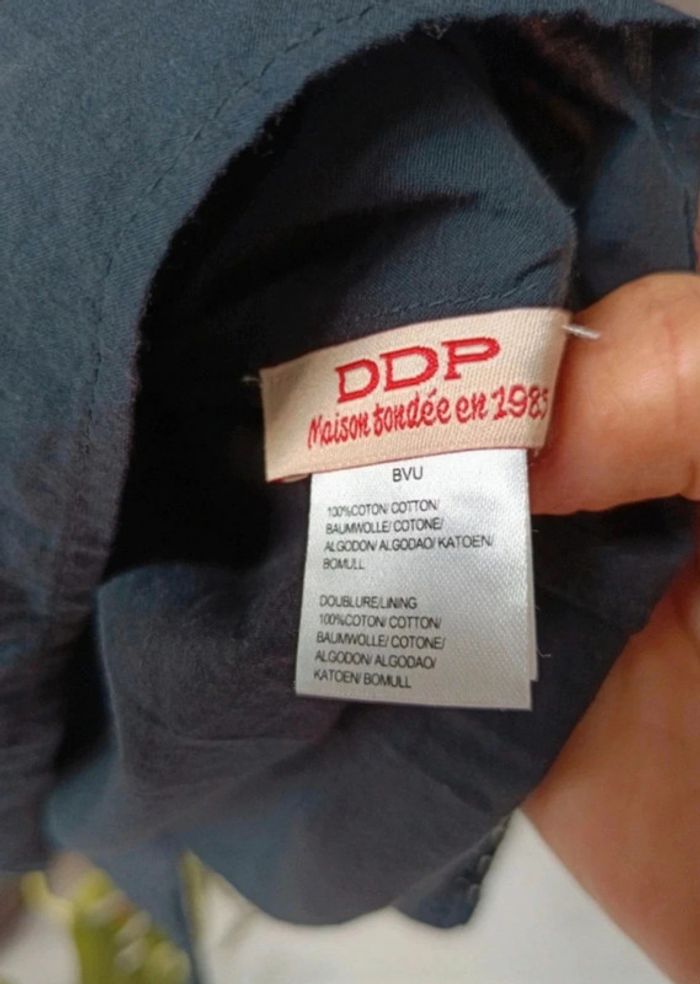 DDP
Maison fondée en 1985
BVU
100%COTON/ COTTON/
BAUMWOLLE/ COTONE/
ALGODON/ ALGODAO/ KATOEN/
BOMULL
DOUBLURE/LINING
100%COTON/ COTTON/
BAUMWOLLE/ COTONE/
ALGODON/ ALGODAO/
KATOEN/ BOMULL